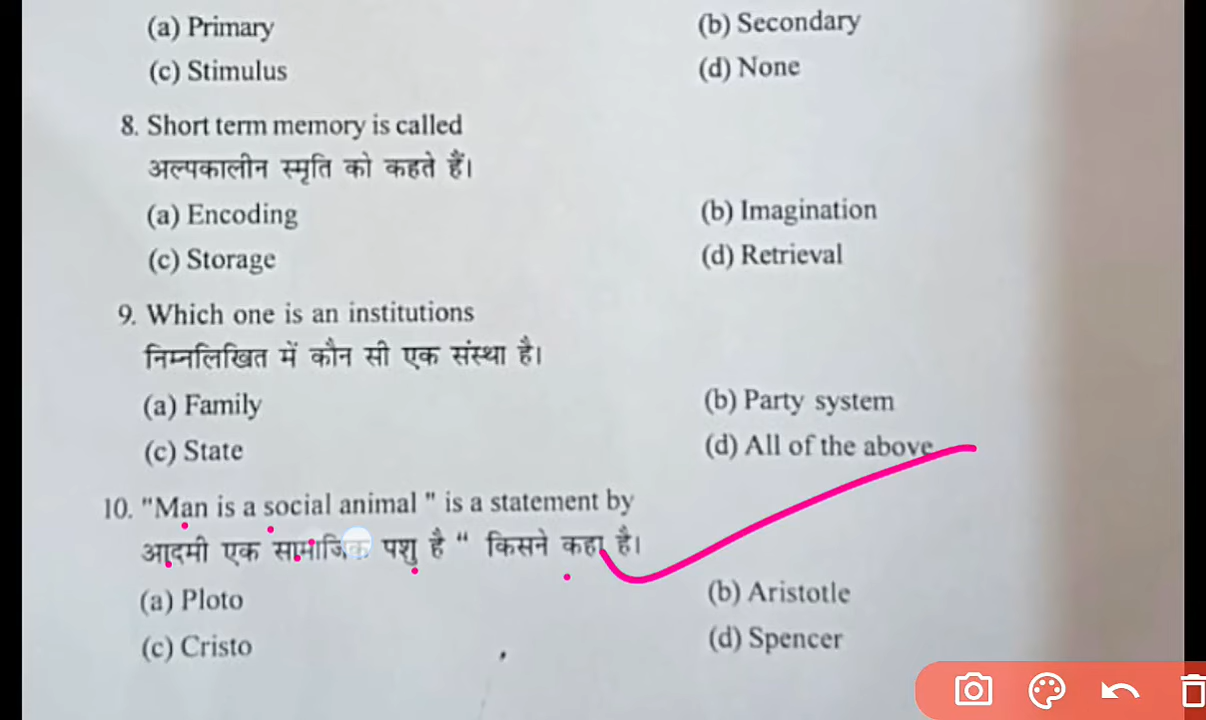 (a) Primary
(b) Secondary
(c) Stimulus
(d) None
8. Short term memory is called
अल्पकालीन स्मृति को कहते हैं।
(a) Encoding
(b) Imagination
(c) Storage
(d) Retrieval
9. Which one is an institutions
निम्नलिखित में कौन सी एक संस्था है।
(a) Family
(b) Party system
(c) State
(d) All of the above
10. "Man is a social animal " is a statement by
आदमी एक सामाजिक पशु है “ किसने कहा है।
(a) Ploto
(b) Aristotle
(c) Cristo
(d) Spencer